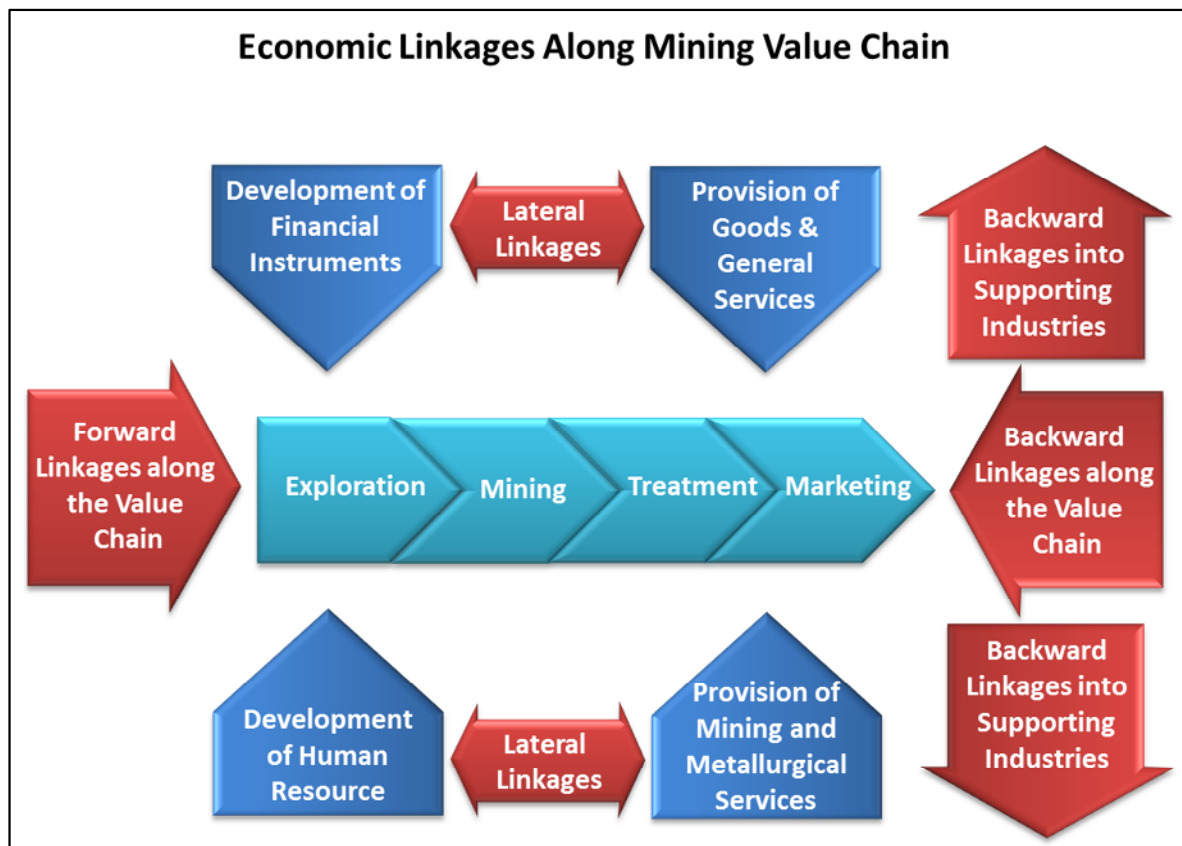 Economic Linkages Along Mining Value Chain
Development of
Financial
Instruments
Lateral
Linkages
Provision of
Goods &
General
Services
Backward
Linkages into
Supporting
Industries
Forward
Linkages along
the Value
Chain
Exploration
Mining
Treatment
Marketing
Backward
Linkages along
the Value
Chain
Development
of Human
Resource
Lateral
Linkages
Provision of
Mining and
Metallurgical
Services
Backward
Linkages into
Supporting
Industries